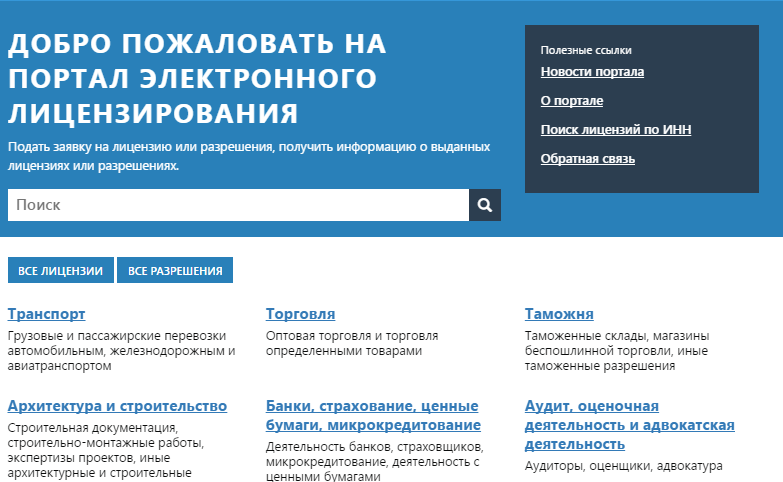 ДОБРО ПОЖАЛОВАТЬ НА
ПОРТАЛ ЭЛЕКТРОННОГО
ЛИЦЕНЗИРОВАНИЯ
Подать заявку на лицензию или разрешения, получить информацию о выданных
лицензиях или разрешениях.
Поиск
Полезные ссылки
Новости портала
О портале
Поиск лицензий по ИНН
Обратная связь
ВСЕ ЛИЦЕНЗИИ
ВСЕ РАЗРЕШЕНИЯ
Транспорт
Грузовые и пассажирские перевозки
автомобильным, железнодорожным и
авиатранспортом
Торговля
Оптовая торговля и торговля
определенными товарами
Таможня
Таможенные склады, магазины
беспошлинной торговли, иные
таможенные разрешения
Архитектура и строительство
Строительная документация,
строительно-монтажные работы,
экспертизы проектов, иные
архитектурные и строительные
Банки, страхование, ценные
бумаги, микрокредитование
Деятельность банков, страховщиков,
микрокредитование, деятельность с
ценными бумагами
Аудит, оценочная
деятельность и адвокатская
деятельность
Аудиторы, оценщики, адвокатура